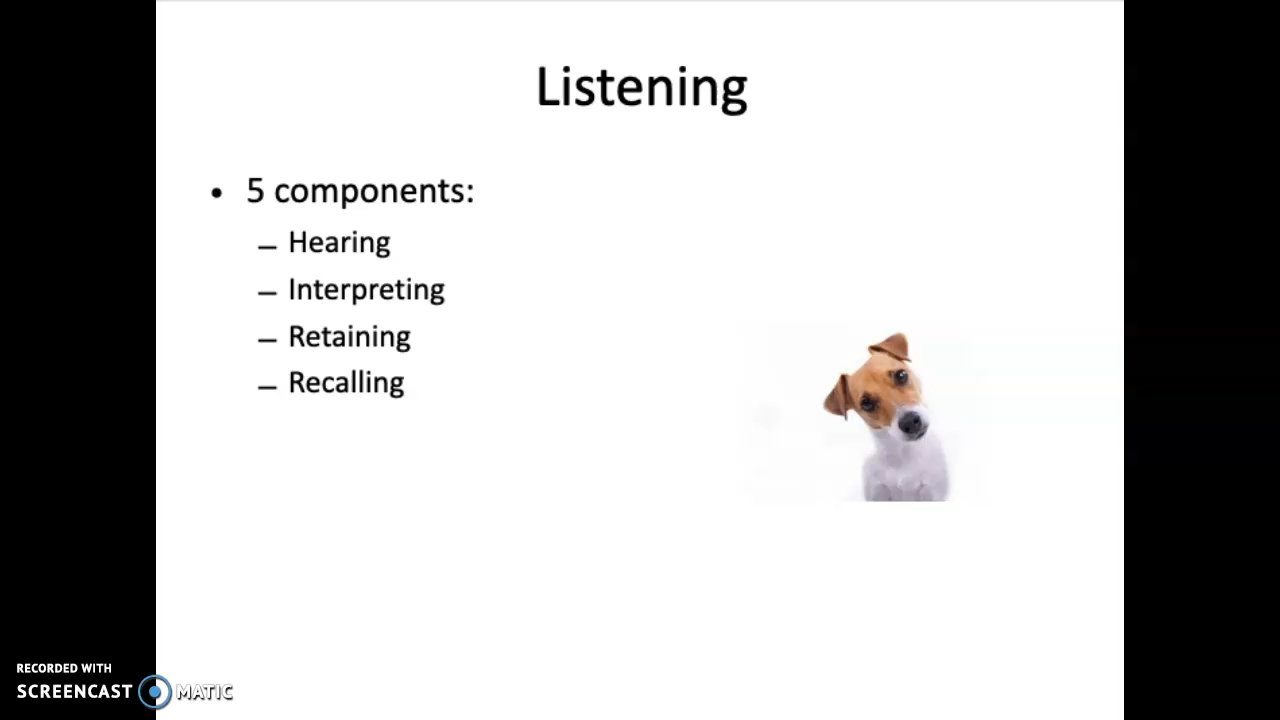 Listening
• 5 components:
– Hearing
– Interpreting
– Retaining
– Recalling
RECORDED WITH
SCREENCAST MATIC